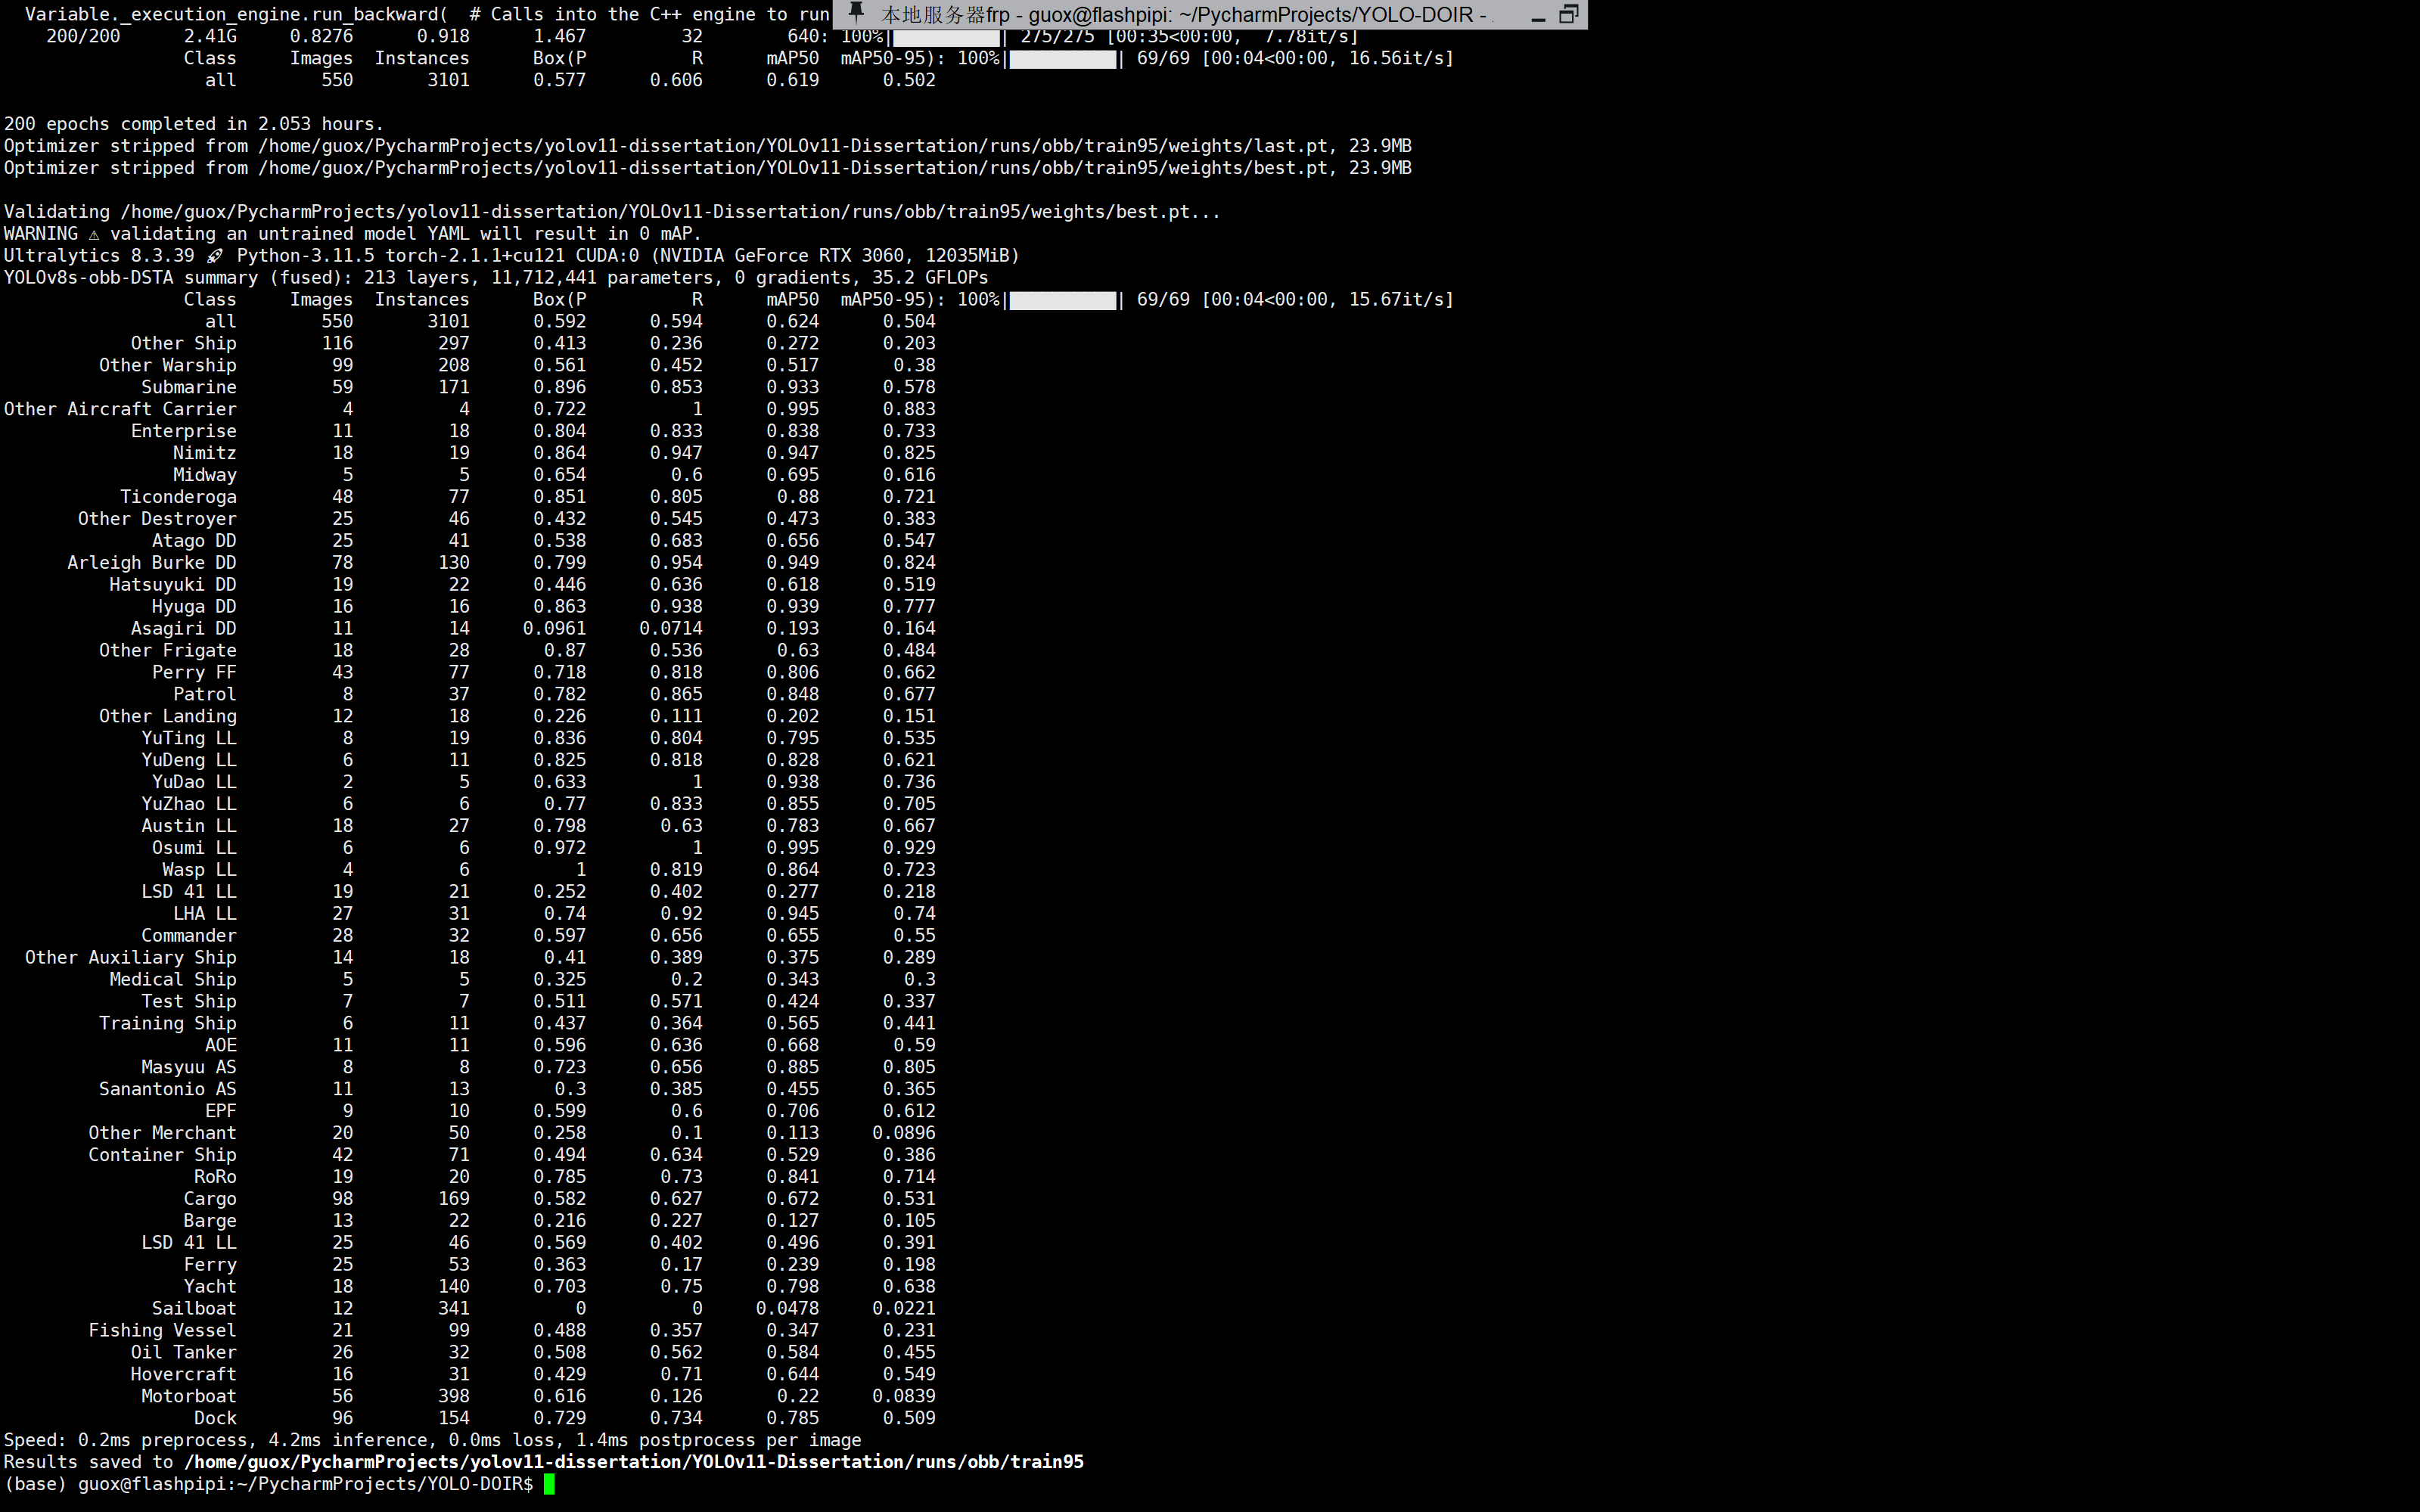 Variable._execution_engine.run_backward(  # Calls into the C++ engine to run
本地服务器frp - guox@flashpipi: ~/PycharmProjects/YOLO-DOIR - .
200/200 2.41G 0.8276 0.918 1.467 32 640: 100%|██████████| 275/275 [00:35<00:00, 7.78it/s]
Class Images Instances Box(P R mAP50 mAP50-95): 100%|██████████| 69/69 [00:04<00:00, 16.56it/s]
all 550 3101 0.577 0.606 0.619 0.502
200 epochs completed in 2.053 hours.
Optimizer stripped from /home/guox/PycharmProjects/yolov11-dissertation/YOLOv11-Dissertation/runs/obb/train95/weights/last.pt, 23.9MB
Optimizer stripped from /home/guox/PycharmProjects/yolov11-dissertation/YOLOv11-Dissertation/runs/obb/train95/weights/best.pt, 23.9MB
Validating /home/guox/PycharmProjects/yolov11-dissertation/YOLOv11-Dissertation/runs/obb/train95/weights/best.pt...
WARNING ⚠ validating an untrained model YAML will result in 0 mAP.
Ultralytics 8.3.39 🚀 Python-3.11.5 torch-2.1.1+cu121 CUDA:0 (NVIDIA GeForce RTX 3060, 12035MiB)
YOLOv8s-obb-DSTA summary (fused): 213 layers, 11,712,441 parameters, 0 gradients, 35.2 GFLOPs
Class Images Instances Box(P R mAP50 mAP50-95): 100%|██████████| 69/69 [00:04<00:00, 15.67it/s]
all 550 3101 0.592 0.594 0.624 0.504
Other Ship 116 297 0.413 0.236 0.272 0.203
Other Warship 99 208 0.561 0.452 0.517 0.38
Submarine 59 171 0.896 0.853 0.933 0.578
Other Aircraft Carrier 4 4 0.722 1 0.995 0.883
Enterprise 11 18 0.804 0.833 0.838 0.733
Nimitz 18 19 0.864 0.947 0.947 0.825
Midway 5 5 0.654 0.6 0.695 0.616
Ticonderoga 48 77 0.851 0.805 0.88 0.721
Other Destroyer 25 46 0.432 0.545 0.473 0.383
Atago DD 25 41 0.538 0.683 0.656 0.547
Arleigh Burke DD 78 130 0.799 0.954 0.949 0.824
Hatsuyuki DD 19 22 0.446 0.636 0.618 0.519
Hyuga DD 16 16 0.863 0.938 0.939 0.777
Asagiri DD 11 14 0.0961 0.0714 0.193 0.164
Other Frigate 18 28 0.87 0.536 0.63 0.484
Perry FF 43 77 0.718 0.818 0.806 0.662
Patrol 8 37 0.782 0.865 0.848 0.677
Other Landing 12 18 0.226 0.111 0.202 0.151
YuTing LL 8 19 0.836 0.804 0.795 0.535
YuDeng LL 6 11 0.825 0.818 0.828 0.621
YuDao LL 2 5 0.633 1 0.938 0.736
YuZhao LL 6 6 0.77 0.833 0.855 0.705
Austin LL 18 27 0.798 0.63 0.783 0.667
Osumi LL 6 6 0.972 1 0.995 0.929
Wasp LL 4 6 1 0.819 0.864 0.723
LSD 41 LL 19 21 0.252 0.402 0.277 0.218
LHA LL 27 31 0.74 0.92 0.945 0.74
Commander 28 32 0.597 0.656 0.655 0.55
Other Auxiliary Ship 14 18 0.41 0.389 0.375 0.289
Medical Ship 5 5 0.325 0.2 0.343 0.3
Test Ship 7 7 0.511 0.571 0.424 0.337
Training Ship 6 11 0.437 0.364 0.565 0.441
AOE 11 11 0.596 0.636 0.668 0.59
Masyuu AS 8 8 0.723 0.656 0.885 0.805
Sanantonio AS 11 13 0.3 0.385 0.455 0.365
EPF 9 10 0.599 0.6 0.706 0.612
Other Merchant 20 50 0.258 0.1 0.113 0.0896
Container Ship 42 71 0.494 0.634 0.529 0.386
RoRo 19 20 0.785 0.73 0.841 0.714
Cargo 98 169 0.582 0.627 0.672 0.531
Barge 13 22 0.216 0.227 0.127 0.105
LSD 41 LL 25 46 0.569 0.402 0.496 0.391
Ferry 25 53 0.363 0.17 0.239 0.198
Yacht 18 140 0.703 0.75 0.798 0.638
Sailboat 12 341 0 0 0.0478 0.0221
Fishing Vessel 21 99 0.488 0.357 0.347 0.231
Oil Tanker 26 32 0.508 0.562 0.584 0.455
Hovercraft 16 31 0.429 0.71 0.644 0.549
Motorboat 56 398 0.616 0.126 0.22 0.0839
Dock 96 154 0.729 0.734 0.785 0.509
Speed: 0.2ms preprocess, 4.2ms inference, 0.0ms loss, 1.4ms postprocess per image
Results saved to /home/guox/PycharmProjects/yolov11-dissertation/YOLOv11-Dissertation/runs/obb/train95
(base) guox@flashpipi:~/PycharmProjects/YOLO-DOIR$